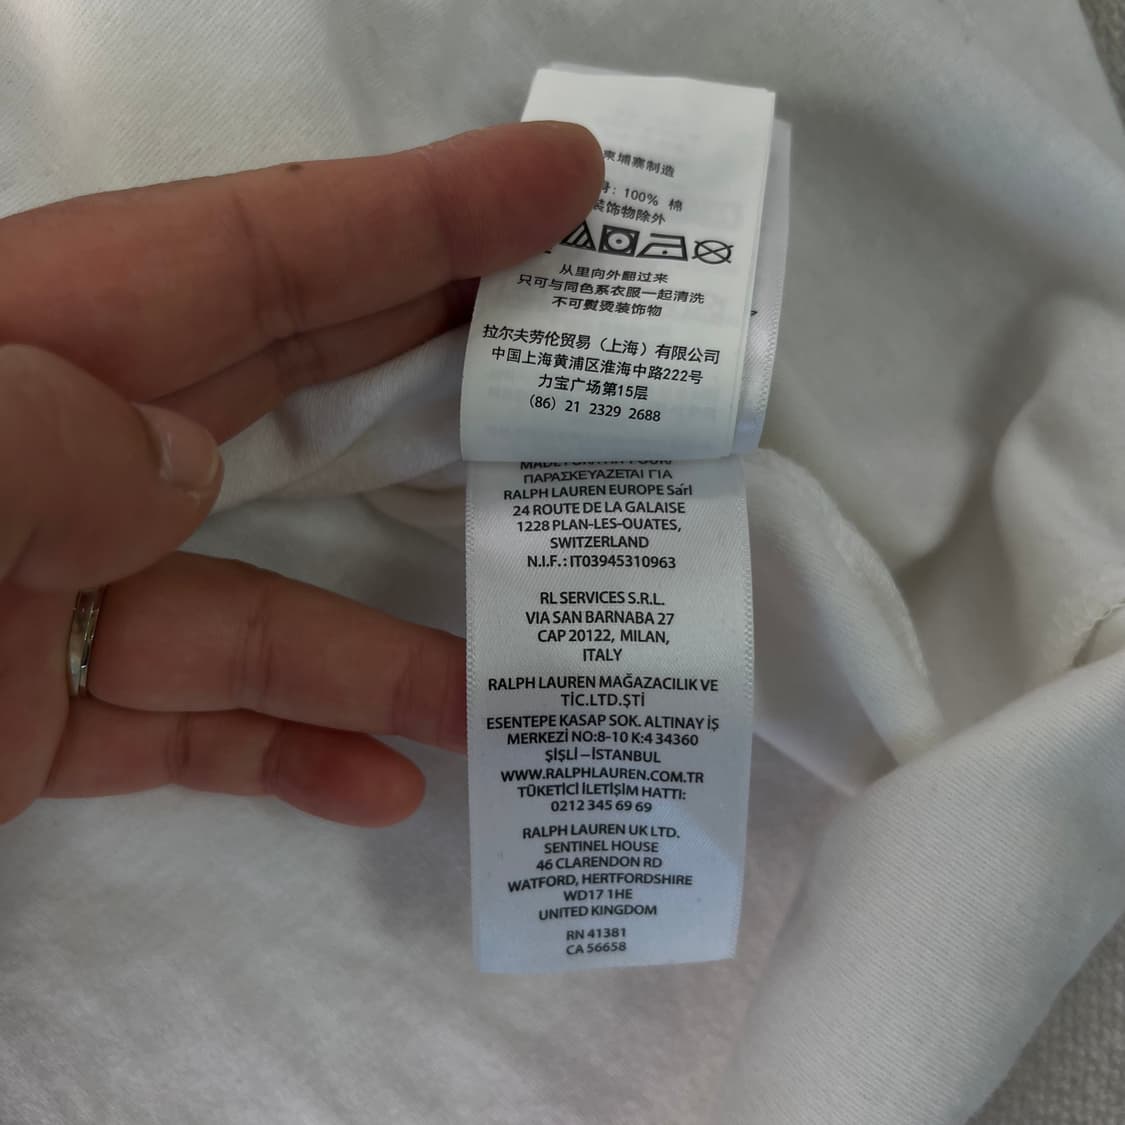 柬埔寨制造
身: 100% 棉
装饰物除外
从里向外翻过来
只可与同色系衣服一起清洗
不可熨烫装饰物
拉尔夫劳伦贸易（上海）有限公司
中国上海黄浦区淮海中路222号
力宝广场第15层
(86) 21 2329 2688
MADE FOR/FAIT POUR/
ΠΑΡΑΣΚΕΥΑΖΕΤΑΙ ΓΙΑ
RALPH LAUREN EUROPE Sàrl
24 ROUTE DE LA GALAISE
1228 PLAN-LES-OUATES,
SWITZERLAND
N.I.F.: IT03945310963
RL SERVICES S.R.L.
VIA SAN BARNABA 27
CAP 20122, MILAN,
ITALY
RALPH LAUREN MAĞAZACILIK VE
TİC.LTD.ŞTİ
ESENTEPE KASAP SOK. ALTINAY İŞ
MERKEZİ NO:8-10 K:4 34360
ŞİŞLİ – İSTANBUL
WWW.RALPHLAUREN.COM.TR
TÜKETİCİ İLETİŞİM HATTI:
0212 345 69 69
RALPH LAUREN UK LTD.
SENTINEL HOUSE
46 CLARENDON RD
WATFORD, HERTFORDSHIRE
WD17 1HE
UNITED KINGDOM
RN 41381
CA 56658